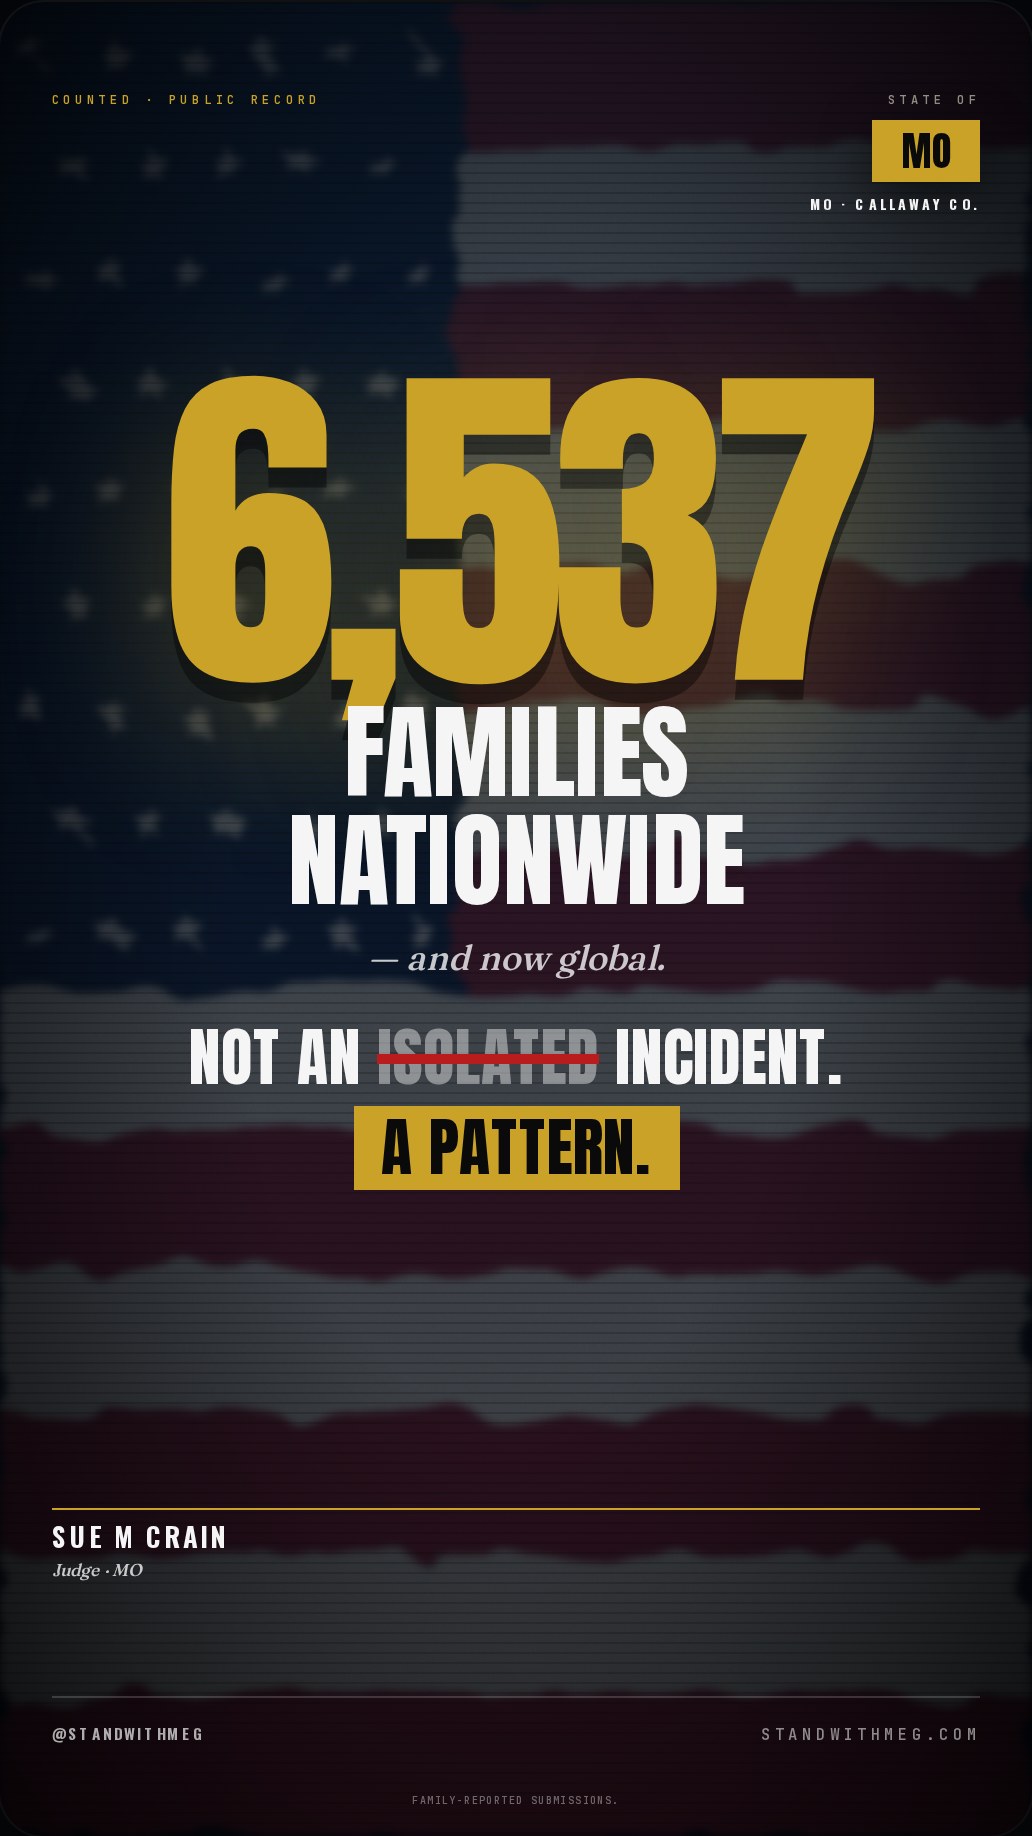 COUNTED · PUBLIC RECORD
STATE OF
MO
MO · CALLAWAY CO.
6,537
FAMILIES
NATIONWIDE
— and now global.
NOT AN ISOLATED INCIDENT.
A PATTERN.
SUE M CRAIN
Judge · MO
@STANDWITHMEG
STANDWITHMEG.COM
FAMILY-REPORTED SUBMISSIONS.